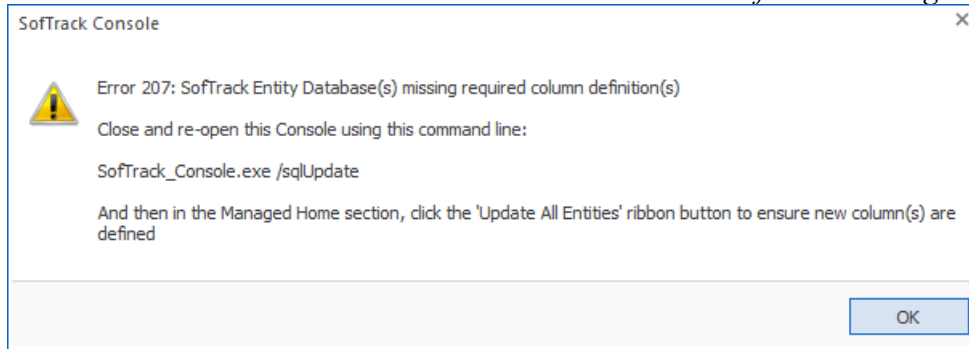 SofTrack Console
Error 207: SofTrack Entity Database(s) missing required column definition(s)
Close and re-open this Console using this command line:
SofTrack_Console.exe /sqlUpdate
And then in the Managed Home section, click the 'Update All Entities' ribbon button to ensure new column(s) are
defined
OK